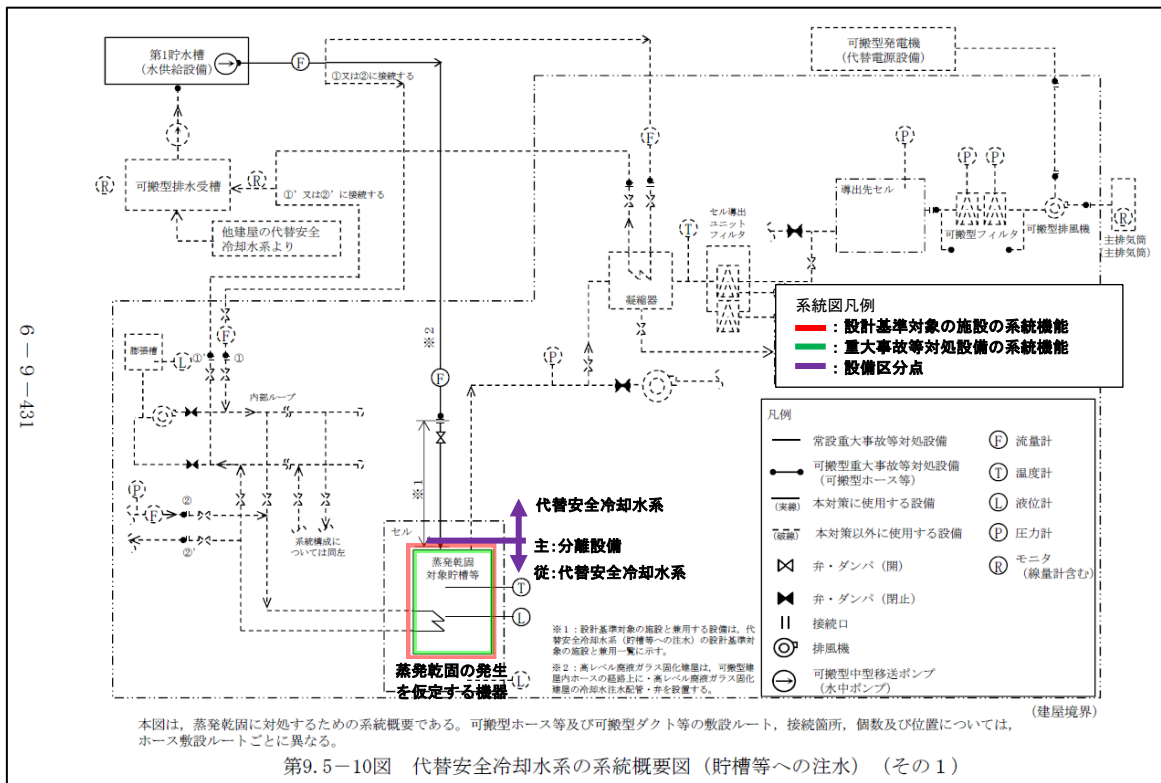 第1貯水槽
(水供給設備)
F
①又は②に接続する
可搬型発電機
(代替電源設備)
F
P
R
可搬型排水受槽
R
①’又は②’に接続する
他建屋の代替安全
冷却水系より
P
P
P
導出先セル
可搬型フィルタ
可搬型排風機
R
主排気筒
(主排気筒)
T
セル導出
ユニット
フィルタ
凝縮器
※2
系統図凡例
:設計基準対象の施設の系統機能
:重大事故等対処設備の系統機能
:設備区分点
6-9-431
F
膨張槽
L
①’
①
P
F
内部ループ
凡例
常設重大事故等対処設備
可搬型重大事故等対処設備
(可搬型ホース等)
(実線)
本対策に使用する設備
(破線)
本対策以外に使用する設備
弁・ダンパ(開)
弁・ダンパ(閉止)
接続口
排風機
可搬型中型移送ポンプ
(水中ポンプ)
F
流量計
T
温度計
L
液位計
P
圧力計
R
モニタ
(線量計含む)
※1
P
F
②
②’
系統構成に
ついては同左
セル
代替安全冷却水系
主:分離設備
従:代替安全冷却水系
蒸発乾固
対象貯槽等
T
L
L
蒸発乾固の発生
を仮定する機器
※1:設計基準対象の施設と兼用する設備は,代
替安全冷却水系(貯槽等への注水)の設計基準対
象の施設と兼用一覧に示す。
※2:高レベル廃液ガラス固化建屋は,可搬型建
屋内ホースの経路上に・高レベル廃液ガラス固化
建屋の冷却水注水配管・弁を設置する。
(建屋境界)
本図は,蒸発乾固に対処するための系統概要である。可搬型ホース等及び可搬型ダクト等の敷設ルート,接続箇所,個数及び位置については,
ホース敷設ルートごとに異なる。
第9.5-10図 代替安全冷却水系の系統概要図(貯槽等への注水) (その1)